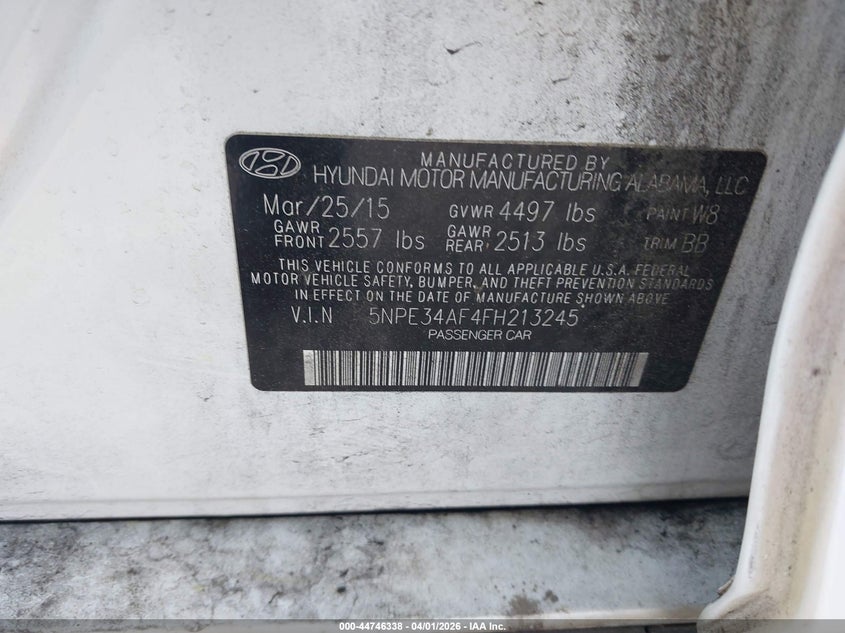 MANUFACTURED BY
HYUNDAI MOTOR MANUFACTURING ALABAMA, LLC
Mar/25/15 GVWR 4497 lbs PAINT W8
GAWR FRONT 2557 lbs GAWR REAR 2513 lbs TRIM BB
THIS VEHICLE CONFORMS TO ALL APPLICABLE U.S.A. FEDERAL
MOTOR VEHICLE SAFETY, BUMPER, AND THEFT PREVENTION STANDARDS
IN EFFECT ON THE DATE OF MANUFACTURE SHOWN ABOVE
V.I.N 5NPE34AF4FH213245
PASSENGER CAR
000-44746338 - 04/01/2026 - IAA Inc.